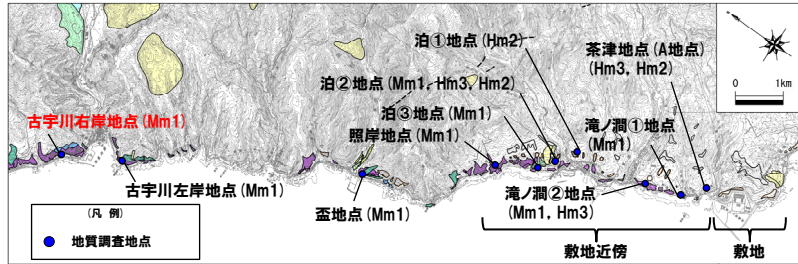 泊①地点(Hm2)
茶津地点(A地点)
(Hm3, Hm2)
泊②地点(Mm1, Hm3, Hm2)
0 1km
泊③地点(Mm1)
古宇川右岸地点(Mm1)
照岸地点(Mm1)
滝ノ澗①地点
(Mm1)
古宇川左岸地点(Mm1)
盃地点(Mm1)
滝ノ澗②地点
(Mm1, Hm3)
(凡 例)
地質調査地点
敷地近傍
敷地